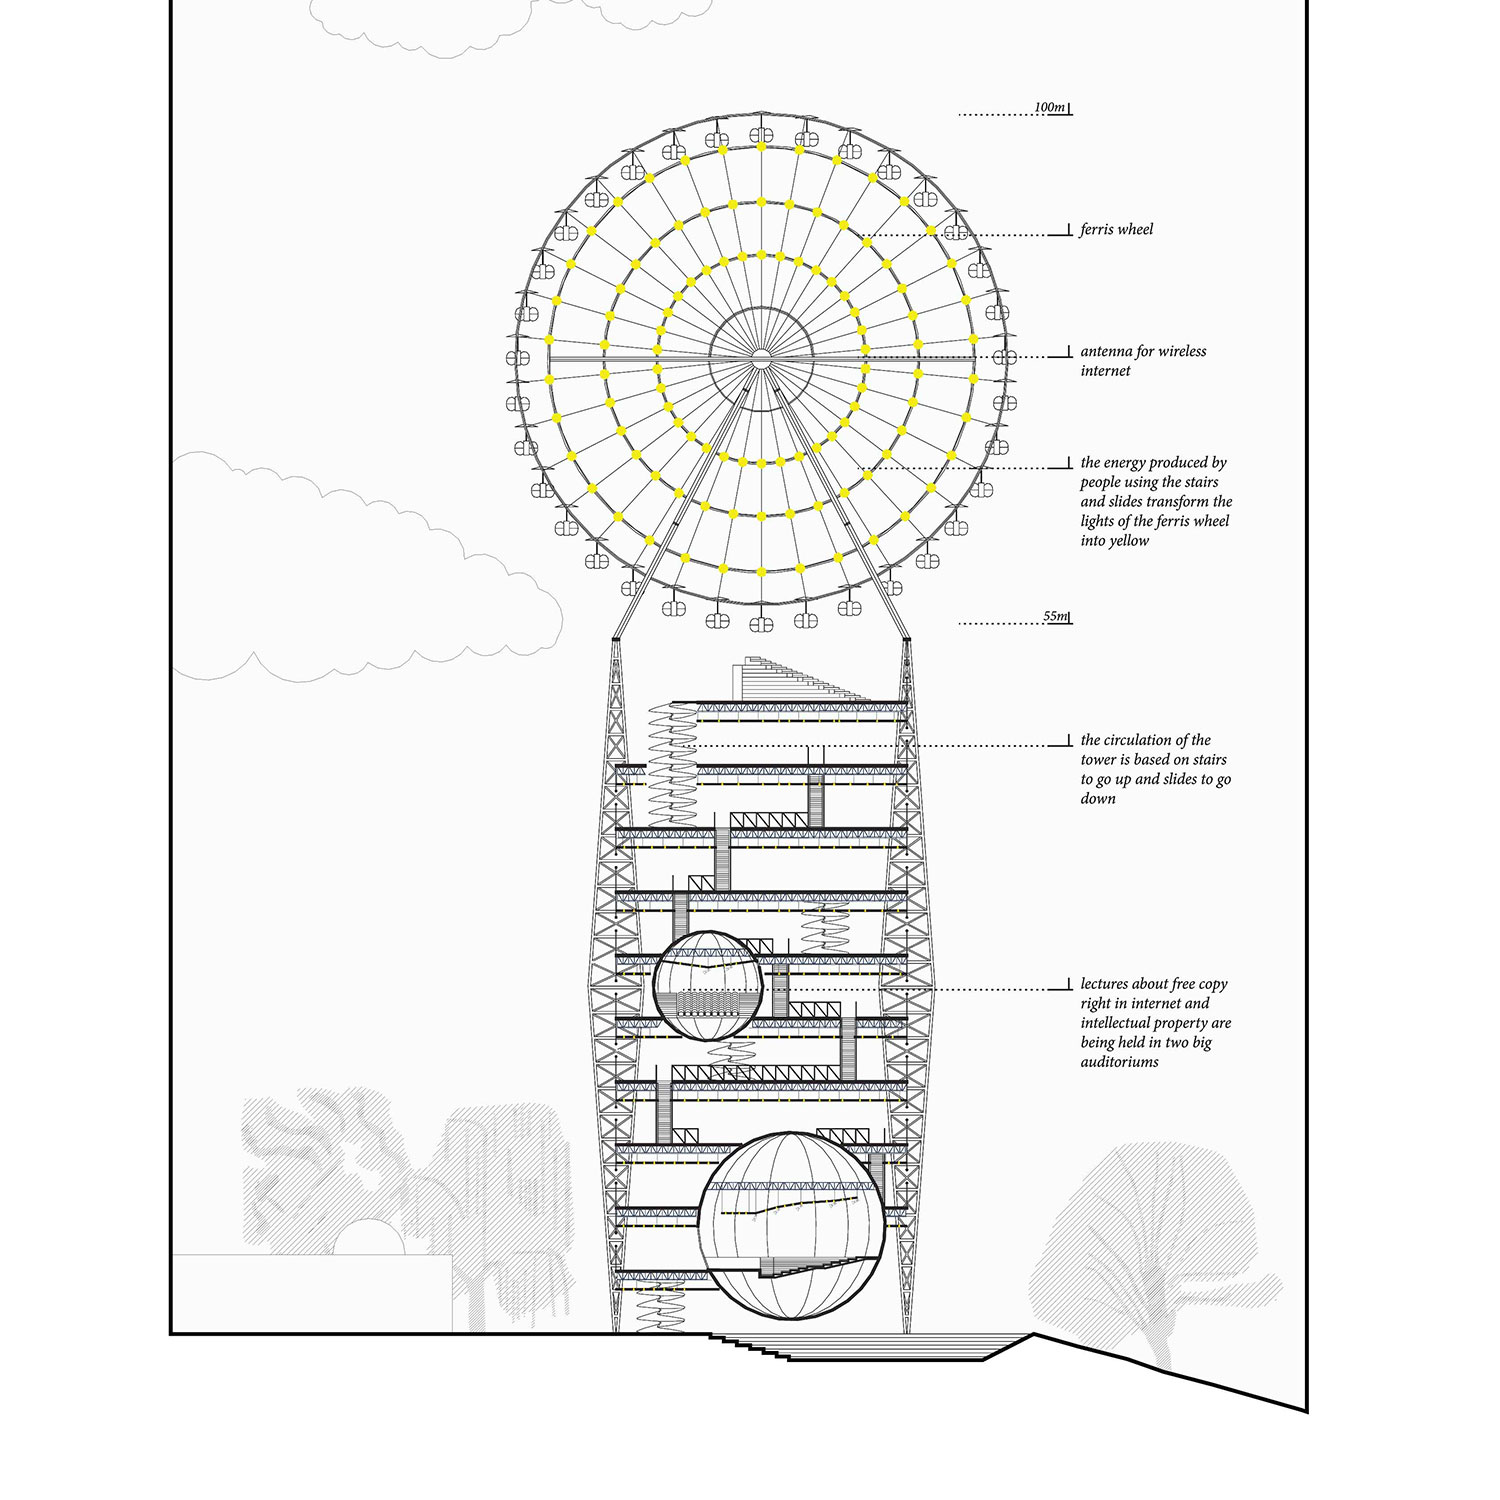 100m
ferris wheel
antenna for wireless
internet
the energy produced by
people using the stairs
and slides transform the
lights of the ferris wheel
into yellow
55m
the circulation of the
tower is based on stairs
to go up and slides to go
down
lectures about free copy
right in internet and
intellectual property are
being held in two big
auditoriums